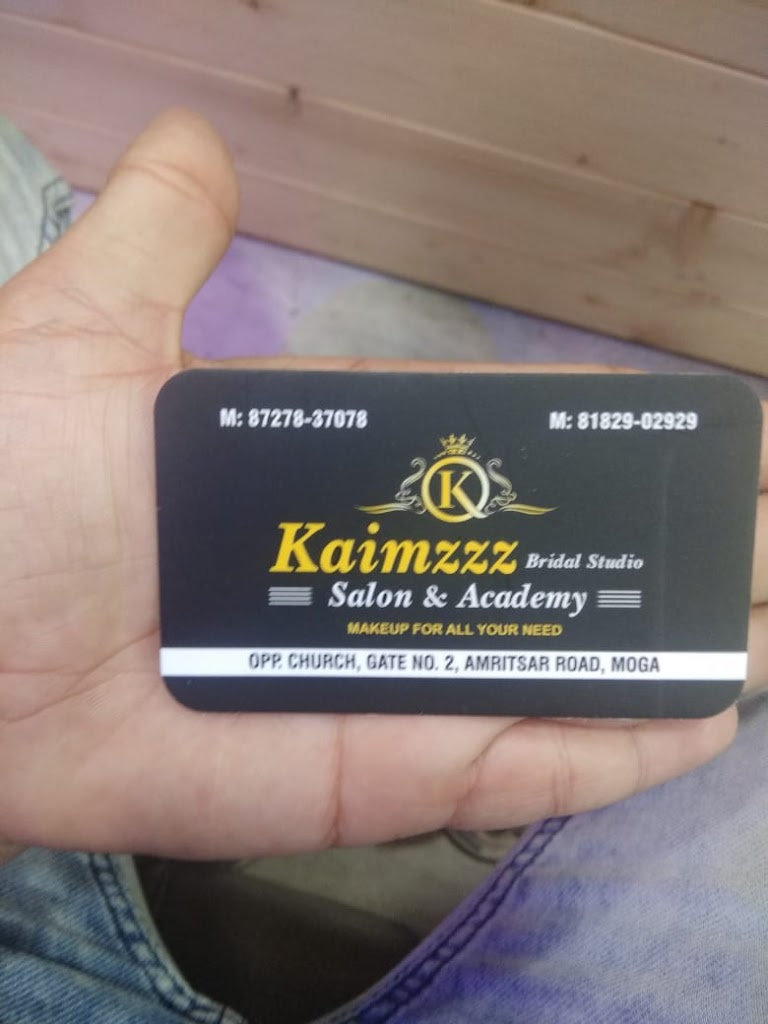 M: 87278-37078 M: 81829-02929
K
Kaimzzz Bridal Studio
Salon & Academy
MAKEUP FOR ALL YOUR NEED
OPP. CHURCH, GATE NO. 2, AMRITSAR ROAD, MOGA